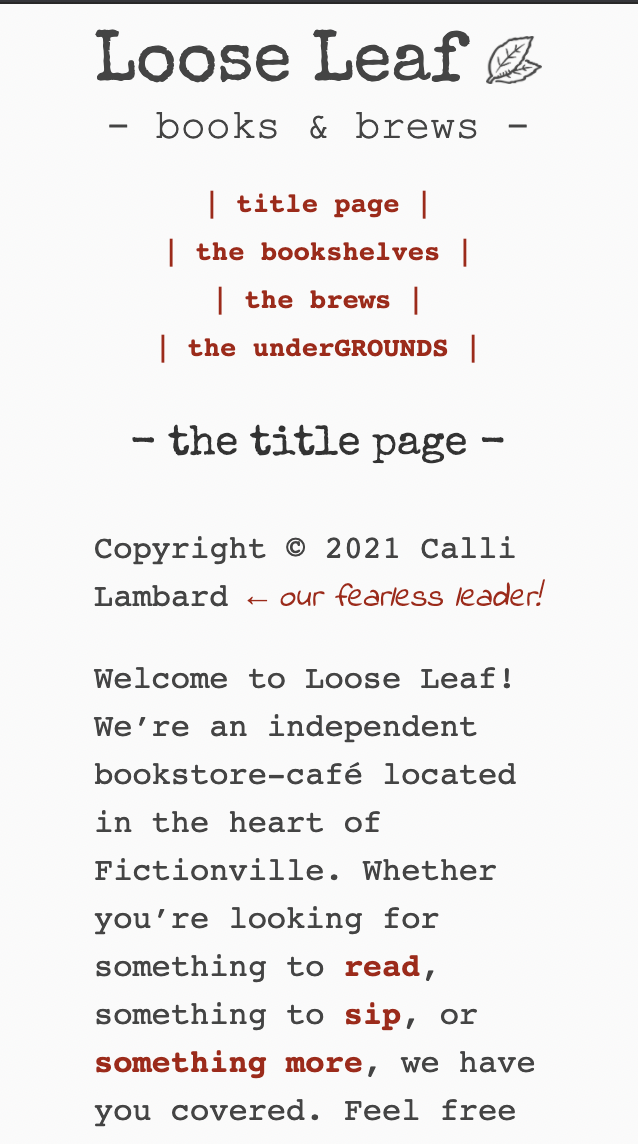 Loose Leaf
- books & brews -
| title page |
| the bookshelves |
| the brews |
| the underGROUNDS |
- the title page -
Copyright © 2021 Calli
Lambard ← our fearless leader!
Welcome to Loose Leaf!
We’re an independent
bookstore-café located
in the heart of
Fictionville. Whether
you’re looking for
something to read,
something to sip, or
something more, we have
you covered. Feel free